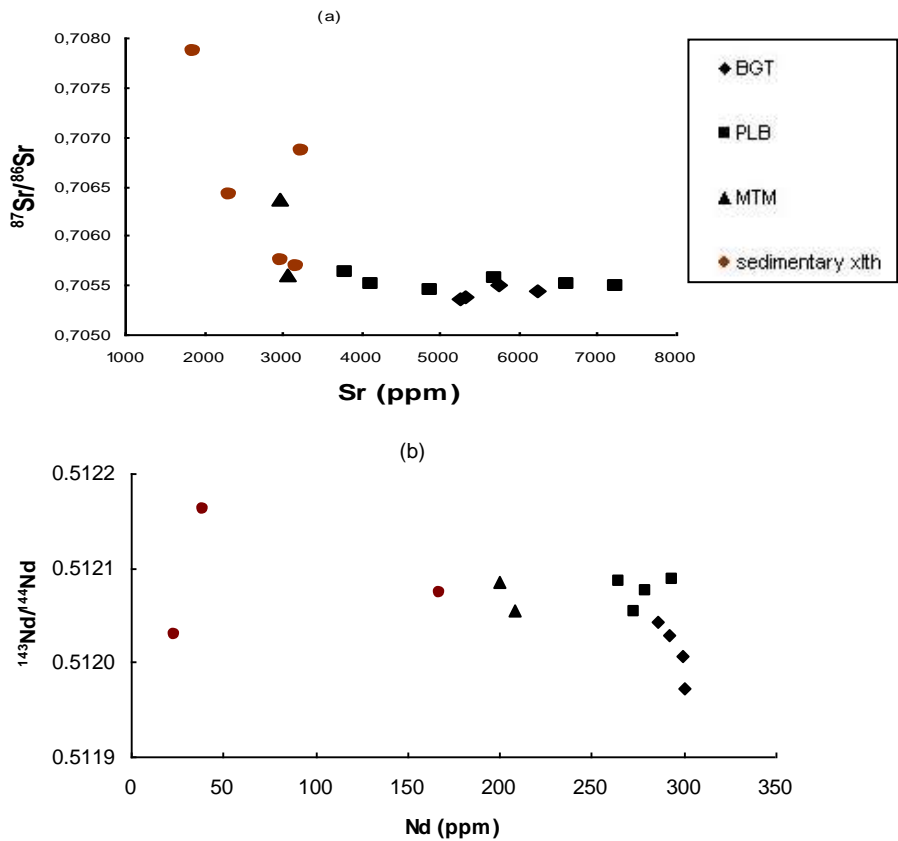 (a)
0,7080
0,7075
0,7070
0,7065
0,7060
0,7055
0,7050
87Sr/86Sr
1000 2000 3000 4000 5000 6000 7000 8000
Sr (ppm)
BGT
PLB
MTM
sedimentary xlth
(b)
0.5122
0.5121
0.5120
0.5119
143Nd/144Nd
0 50 100 150 200 250 300 350
Nd (ppm)